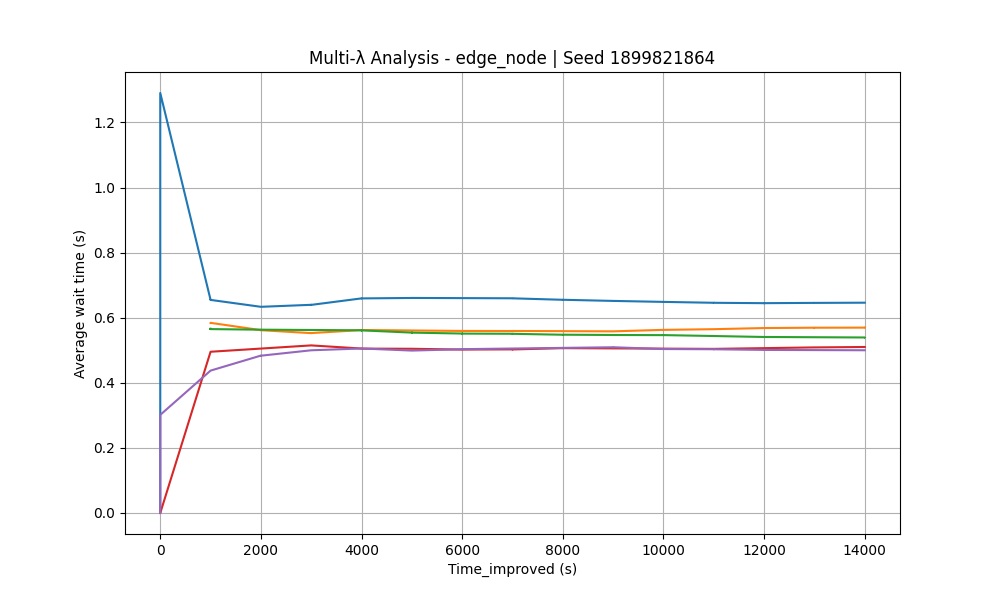 Multi-λ Analysis - edge_node | Seed 1899821864
Average wait time (s)
1.2
1.0
0.8
0.6
0.4
0.2
0.0
0 2000 4000 6000 8000 10000 12000 14000
Time_improved (s)